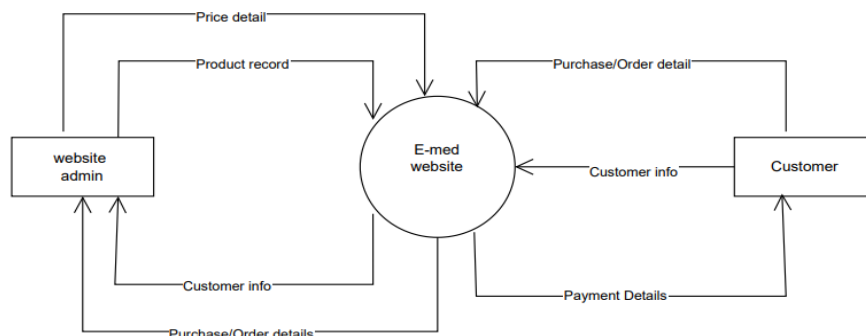 Price detail
Product record
Purchase/Order detail
website
admin
E-med
website
Customer info
Customer
Customer info
Payment Details
Purchase/Order details